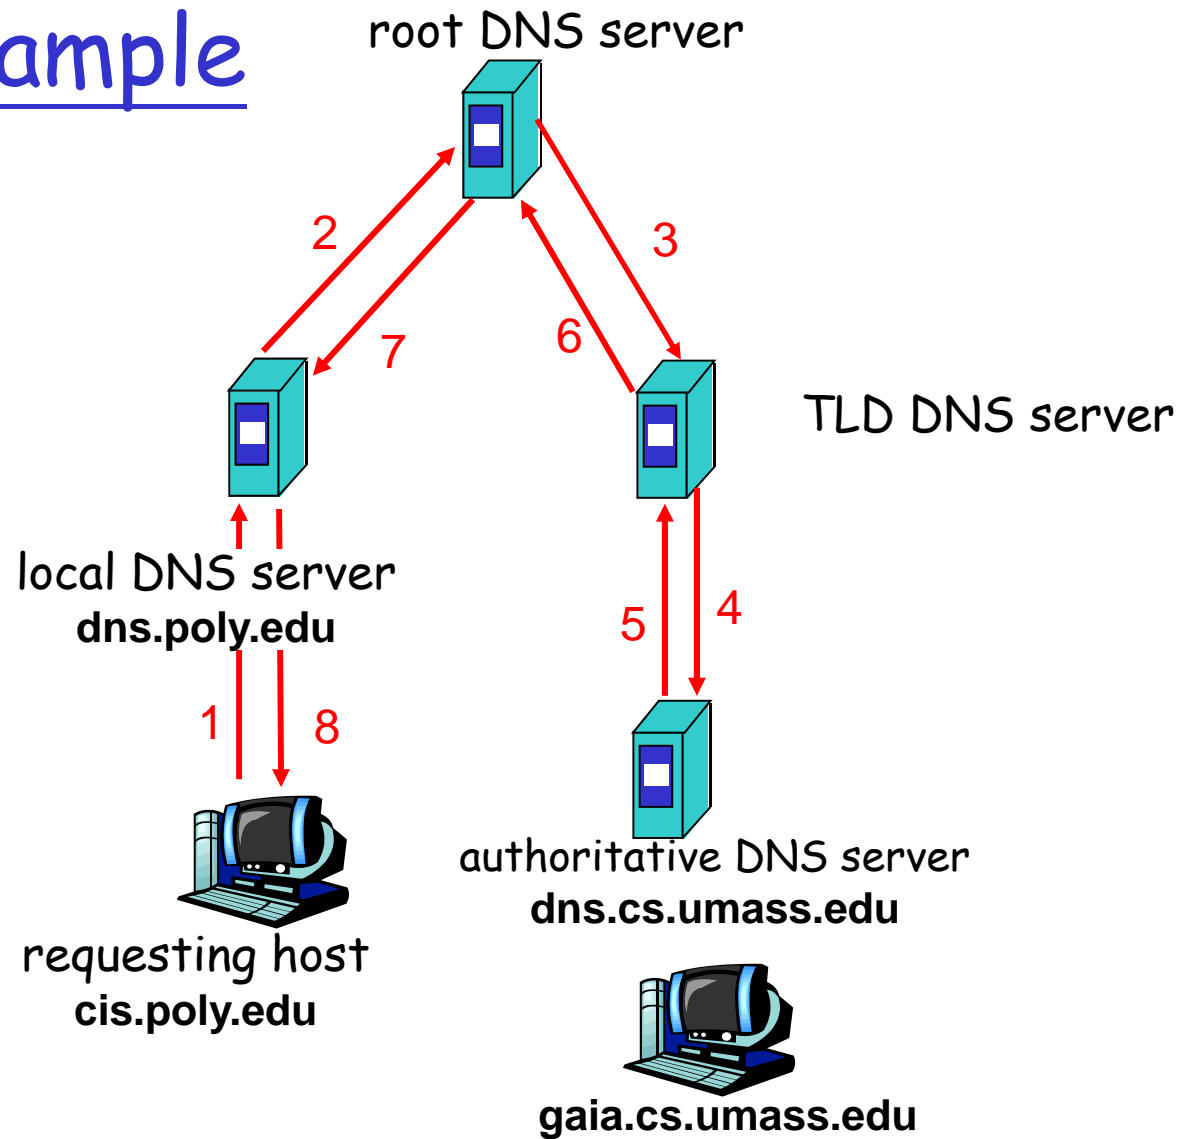 ample
root DNS server
2
3
7
6
TLD DNS server
local DNS server
dns.poly.edu
5
4
1
8
authoritative DNS server
dns.cs.umass.edu
requesting host
cis.poly.edu
gaia.cs.umass.edu